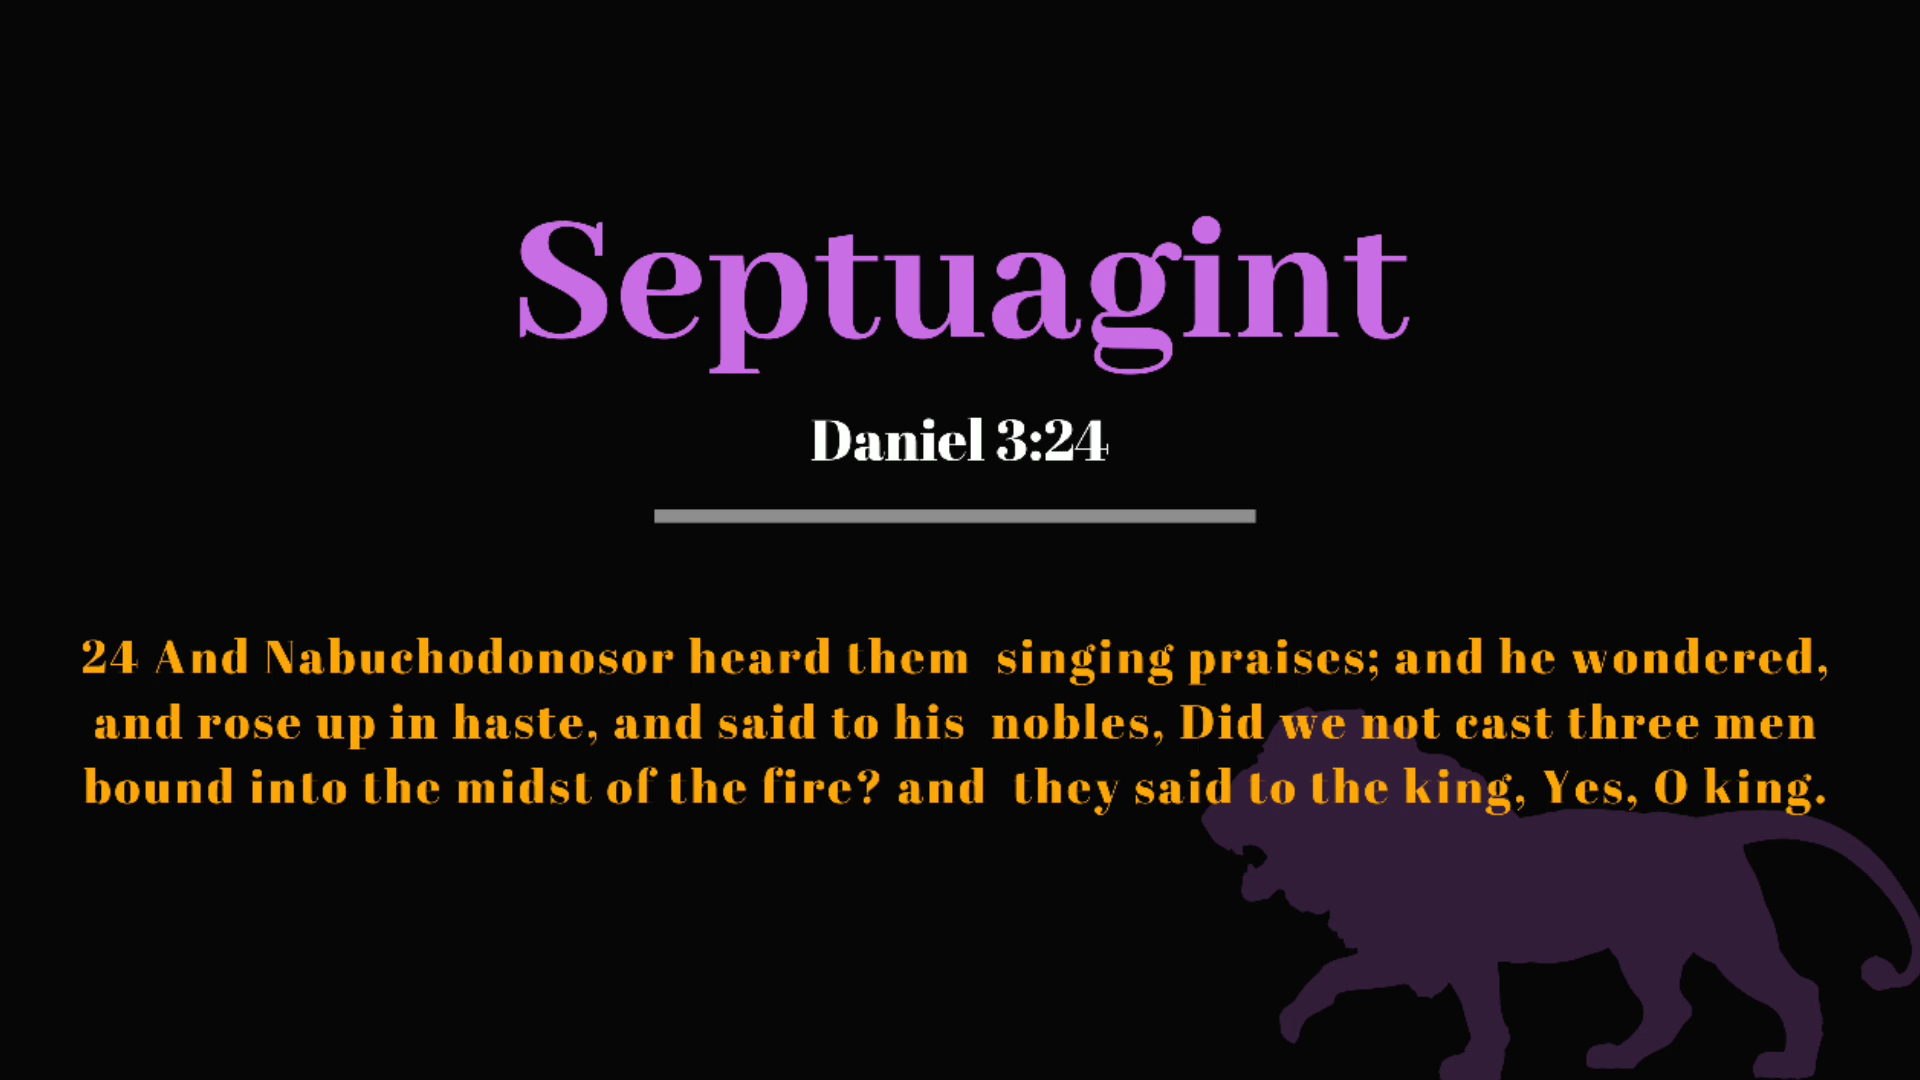 Septuagint
Daniel 3:24
24 And Nabuchodonosor heard them singing praises; and he wondered,
and rose up in haste, and said to his nobles, Did we not cast three men
bound into the midst of the fire? and they said to the king, Yes, O king.